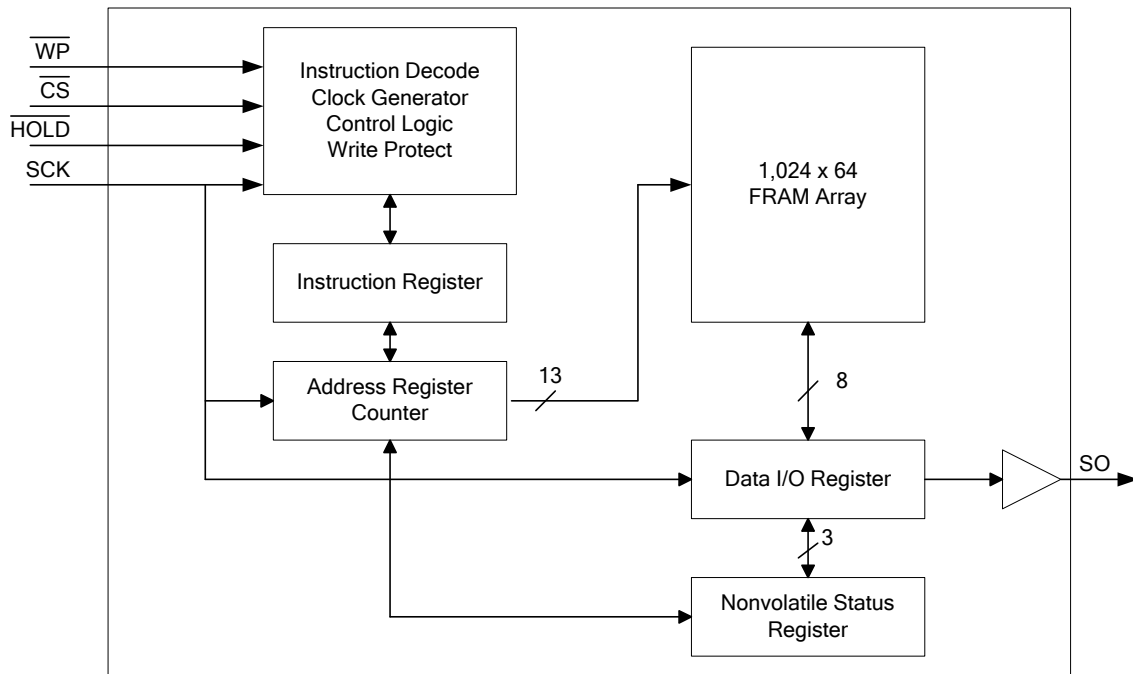 WP
CS
HOLD
SCK
Instruction Decode
Clock Generator
Control Logic
Write Protect
1,024 x 64
FRAM Array
Instruction Register
Address Register
Counter
13
8
Data I/O Register
SO
3
Nonvolatile Status
Register